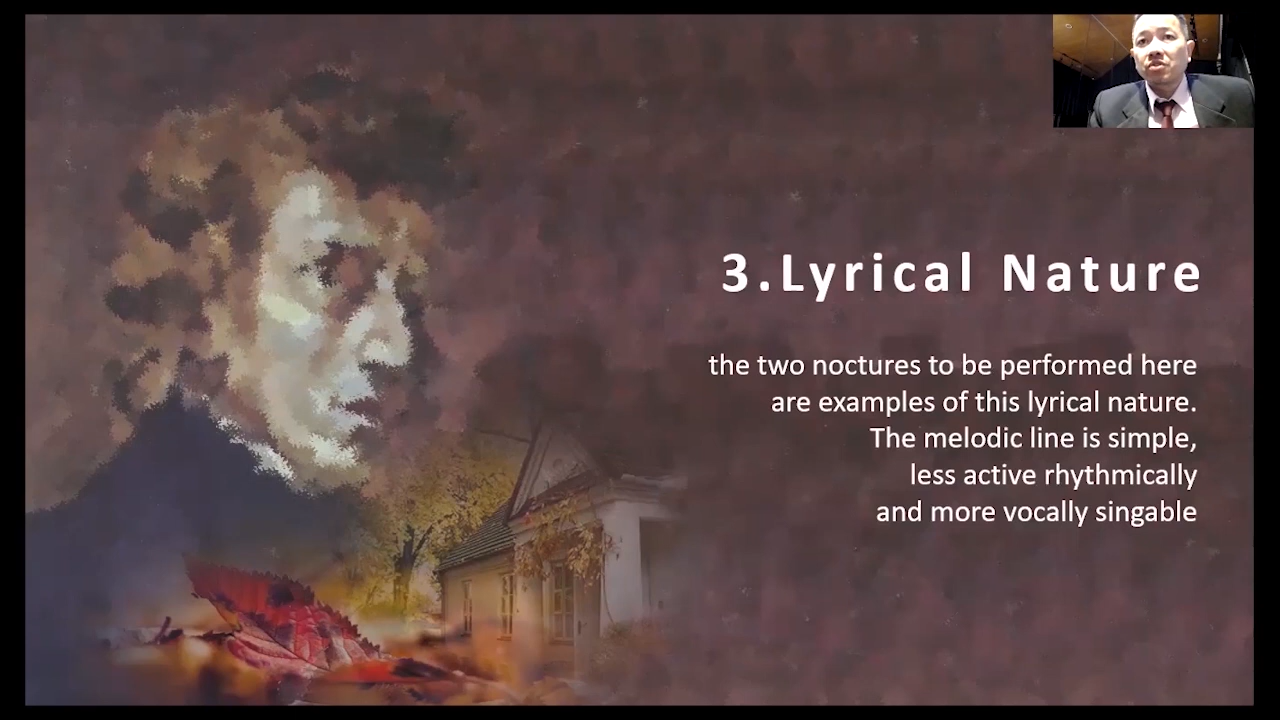 3.Lyrical Nature
the two noctures to be performed here
are examples of this lyrical nature.
The melodic line is simple,
less active rhythmically
and more vocally singable